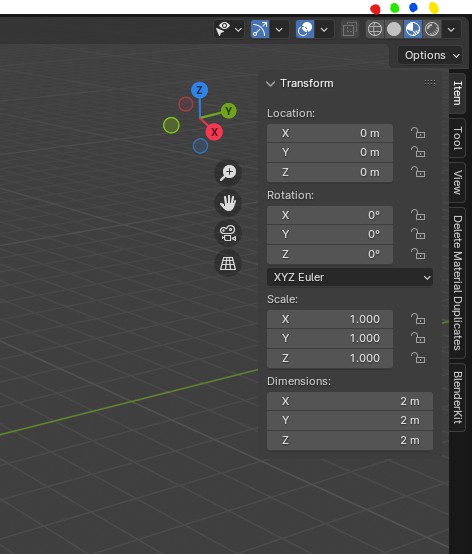 Options
Transform
Location:
X 0 m
Y 0 m
Z 0 m
Rotation:
X 0°
Y 0°
Z 0°
XYZ Euler
Scale:
X 1.000
Y 1.000
Z 1.000
Dimensions:
X 2 m
Y 2 m
Z 2 m
Z
Y
X
Item
Tool
View
Delete Material Duplicates
BlenderKit